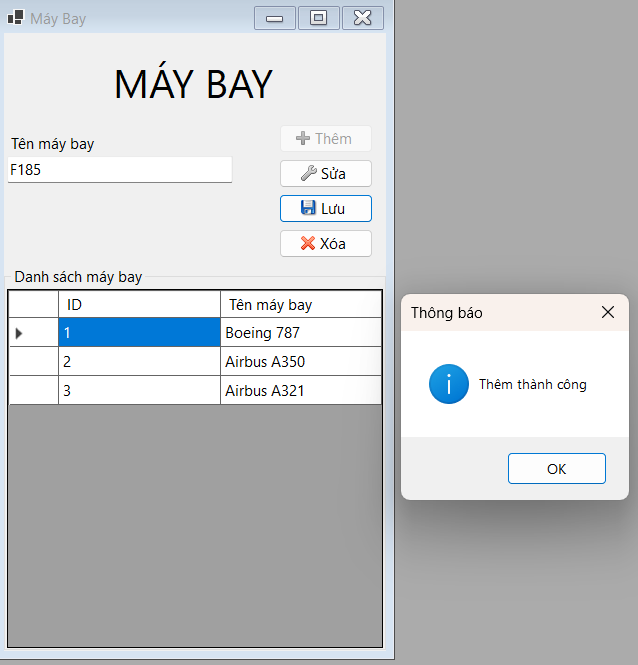 Máy Bay
MÁY BAY
Tên máy bay
F185
Thêm
Sửa
Lưu
Xóa
Danh sách máy bay
ID Tên máy bay
1 Boeing 787
2 Airbus A350
3 Airbus A321
Thông báo
Thêm thành công
OK